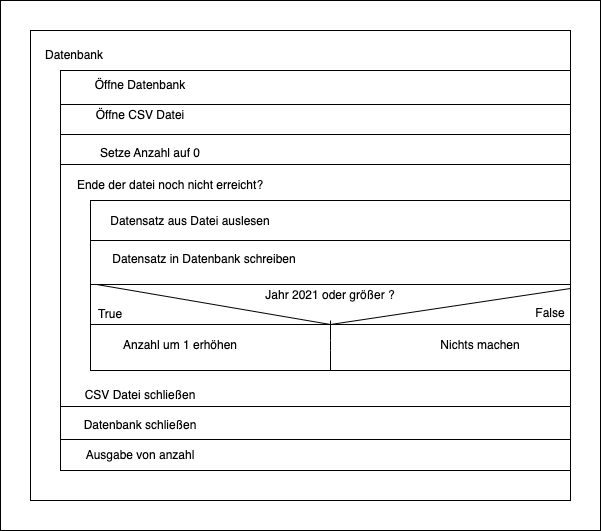 Datenbank
Öffne Datenbank
Öffne CSV Datei
Setze Anzahl auf 0
Ende der datei noch nicht erreicht?
Datensatz aus Datei auslesen
Datensatz in Datenbank schreiben
Jahr 2021 oder größer ?
True
False
Anzahl um 1 erhöhen
Nichts machen
CSV Datei schließen
Datenbank schließen
Ausgabe von anzahl